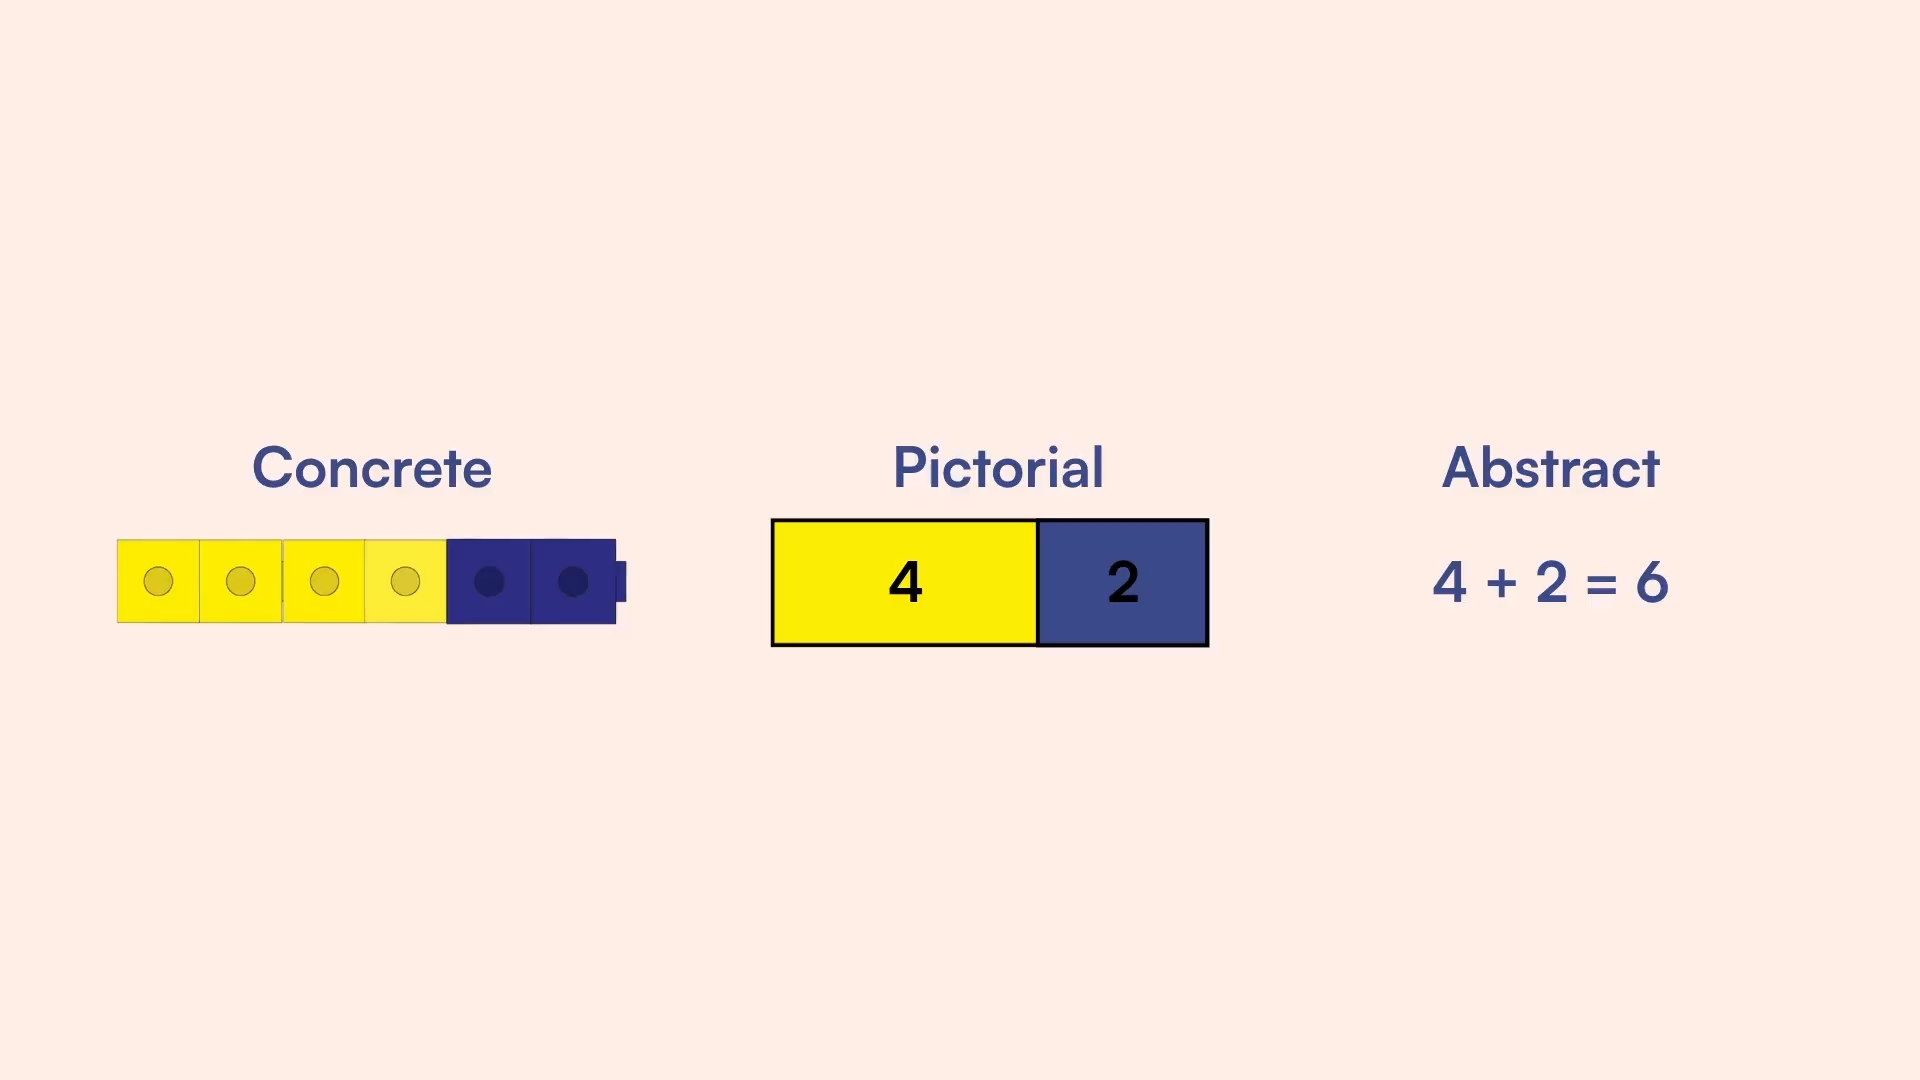 Concrete
Pictorial
Abstract
4
2
4 + 2 = 6